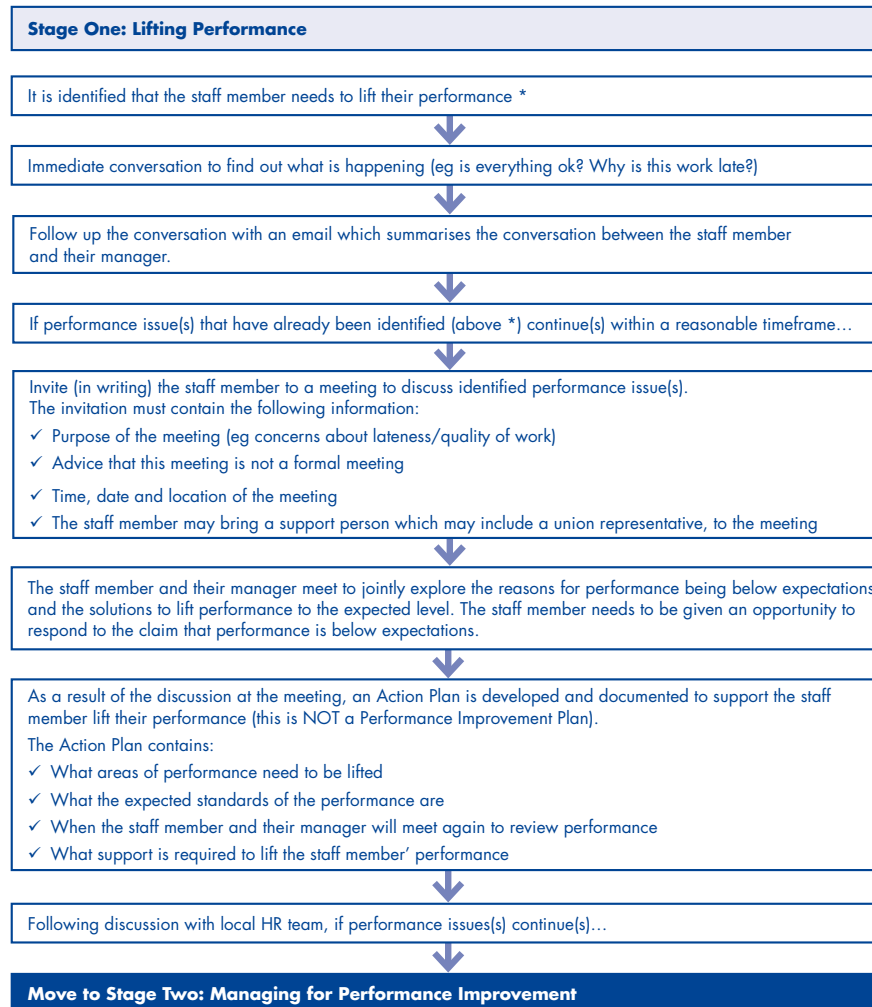 Stage One: Lifting Performance
It is identified that the staff member needs to lift their performance *
Immediate conversation to find out what is happening (eg is everything ok? Why is this work late?)
Follow up the conversation with an email which summarises the conversation between the staff member
and their manager.
If performance issue(s) that have already been identified (above *) continue(s) within a reasonable timeframe…
Invite (in writing) the staff member to a meeting to discuss identified performance issue(s).
The invitation must contain the following information:
✓ Purpose of the meeting (eg concerns about lateness/quality of work)
✓ Advice that this meeting is not a formal meeting
✓ Time, date and location of the meeting
✓ The staff member may bring a support person which may include a union representative, to the meeting
The staff member and their manager meet to jointly explore the reasons for performance being below expectations
and the solutions to lift performance to the expected level. The staff member needs to be given an opportunity to
respond to the claim that performance is below expectations.
As a result of the discussion at the meeting, an Action Plan is developed and documented to support the staff
member lift their performance (this is NOT a Performance Improvement Plan).
The Action Plan contains:
✓ What areas of performance need to be lifted
✓ What the expected standards of the performance are
✓ When the staff member and their manager will meet again to review performance
✓ What support is required to lift the staff member’ performance
Following discussion with local HR team, if performance issues(s) continue(s)…
Move to Stage Two: Managing for Performance Improvement